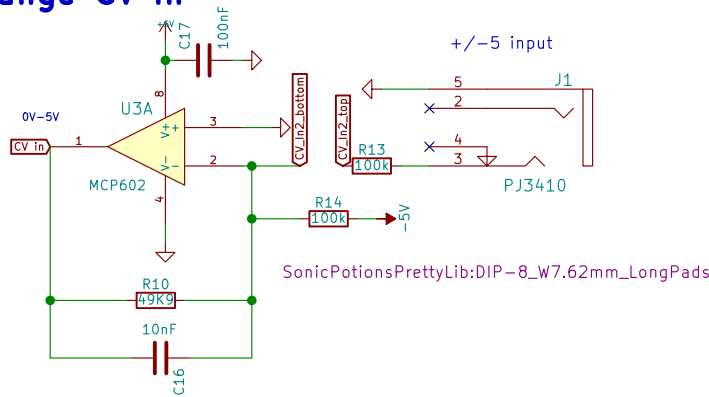 ange CV in
+5V
C17
100nF
+/-5 input
8
U3A
V+
+
3
0V-5V
CV in
1
V-
-
2
MCP602
4
CV_In2_bottom
CV_In2_top
R13
100k
5
J1
2
4
3
PJ3410
R14
100k
-5V
SonicPotionsPrettyLib:DIP-8_W7.62mm_LongPads
R10
49K9
10nF
C16